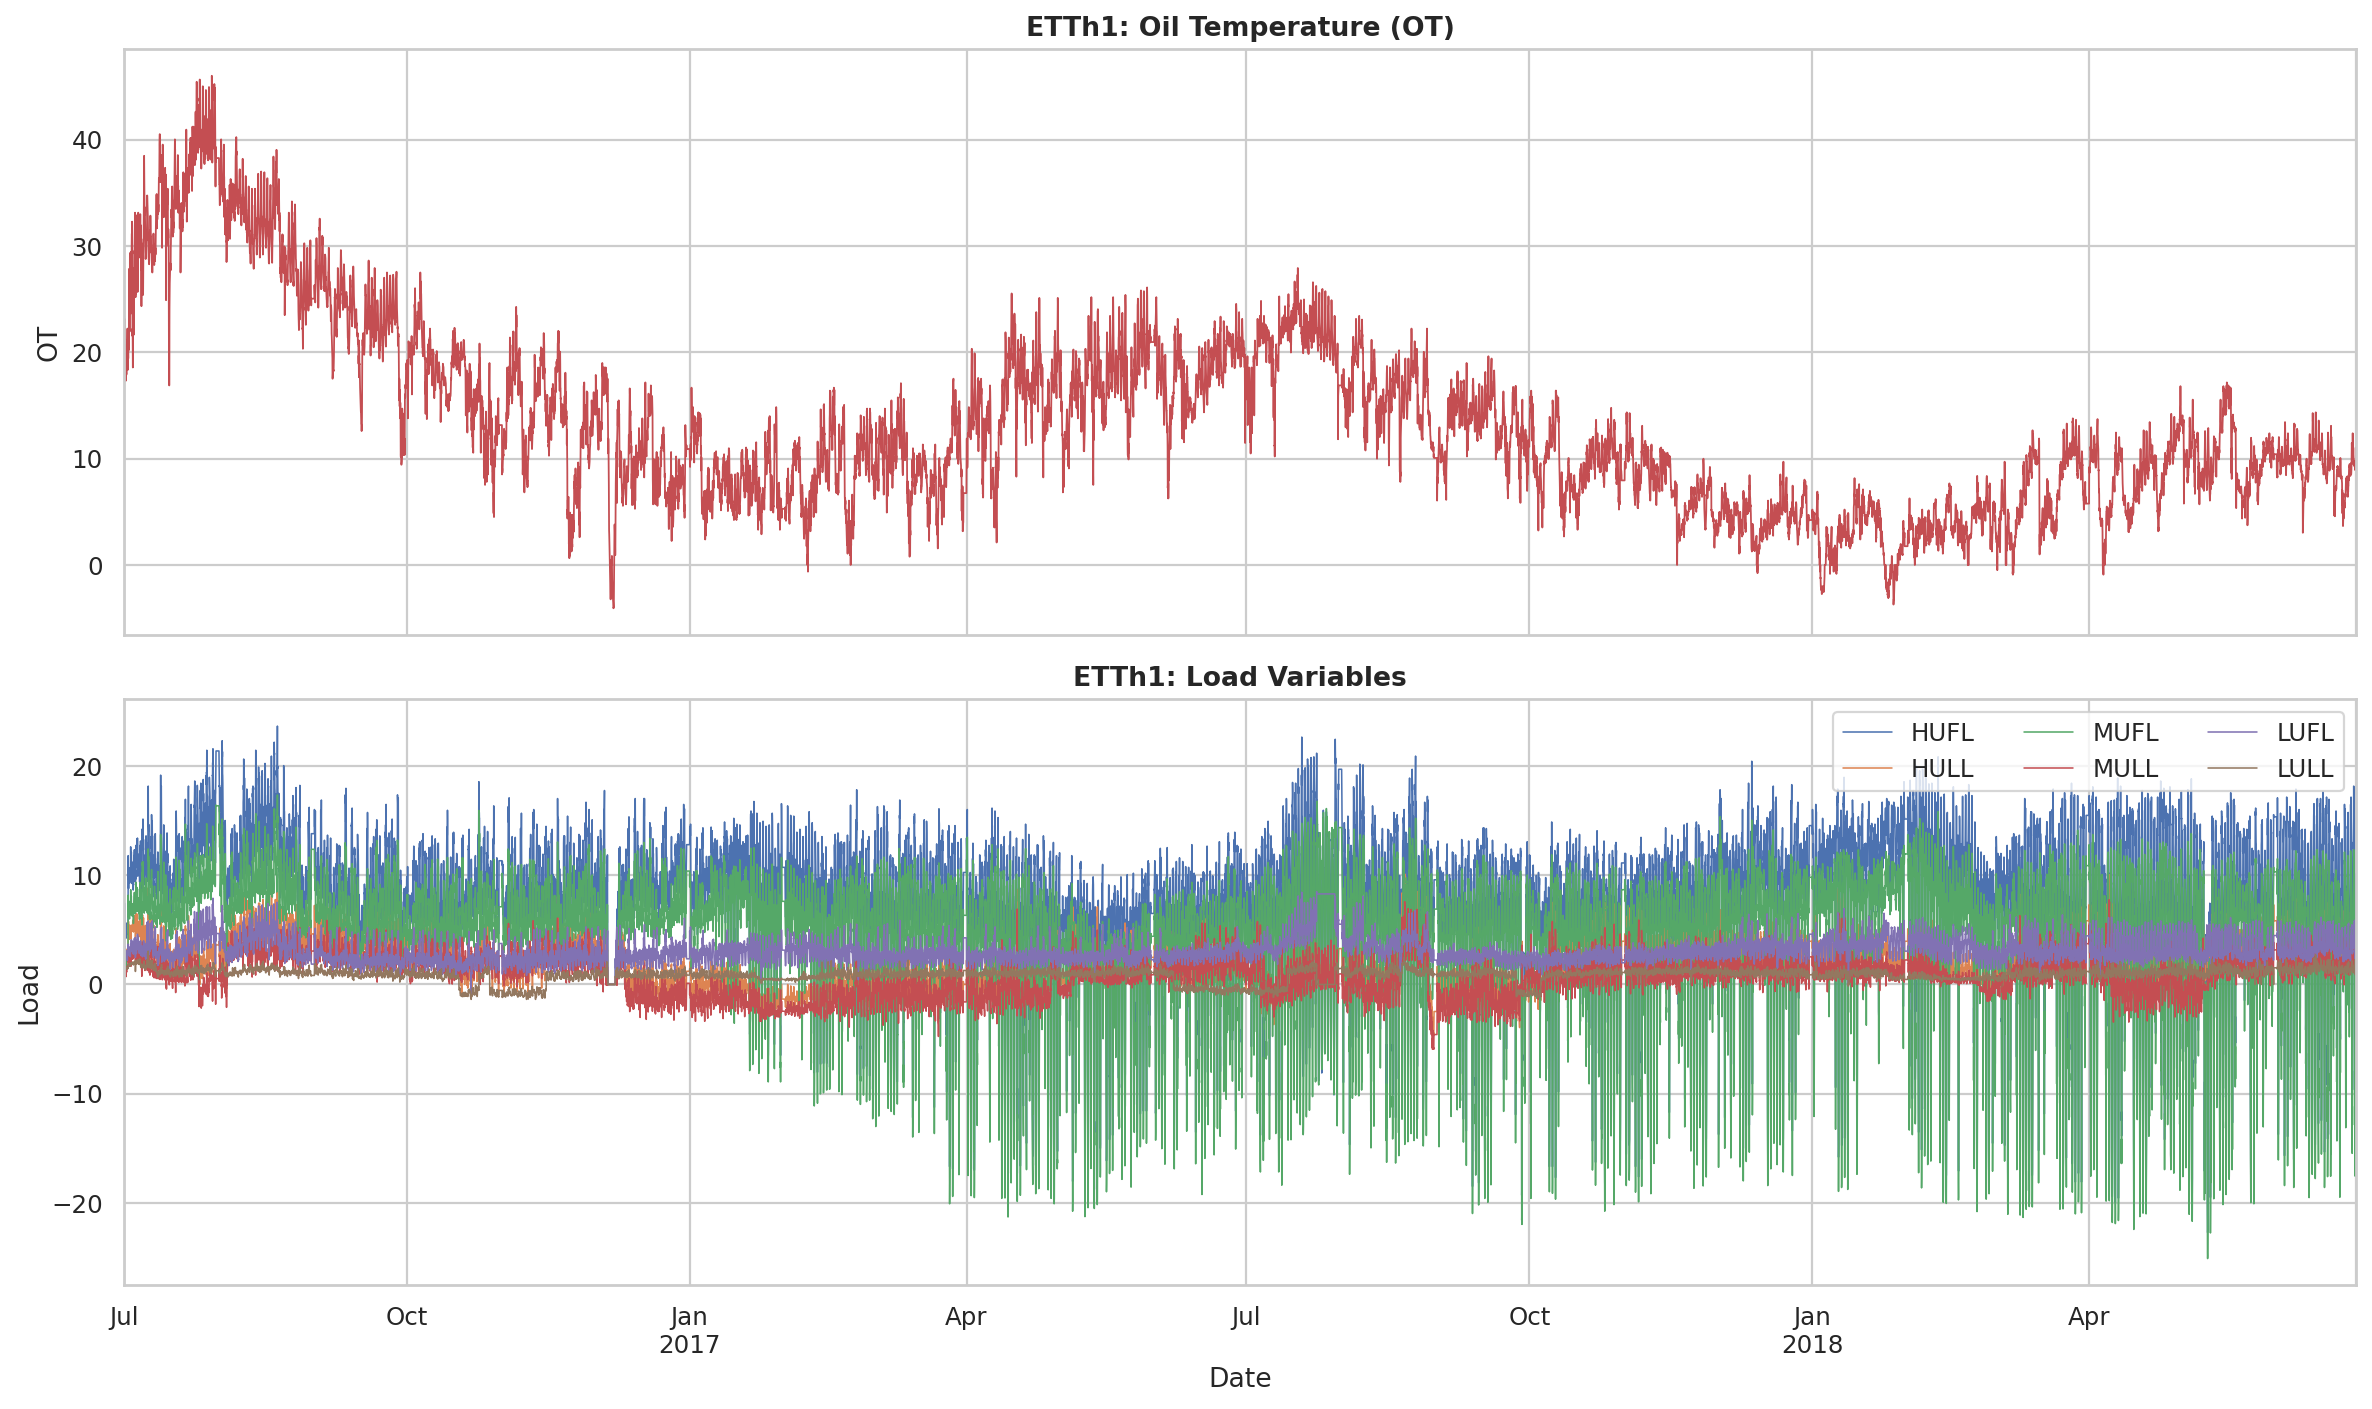 ETTh1: Oil Temperature (OT)
40
30
20
10
0
OT
ETTh1: Load Variables
HUFL MUFL LUFL
HULL MULL LULL
20
10
0
−10
−20
Load
Jul Oct Jan Apr Jul Oct Jan Apr
2017 2018
Date